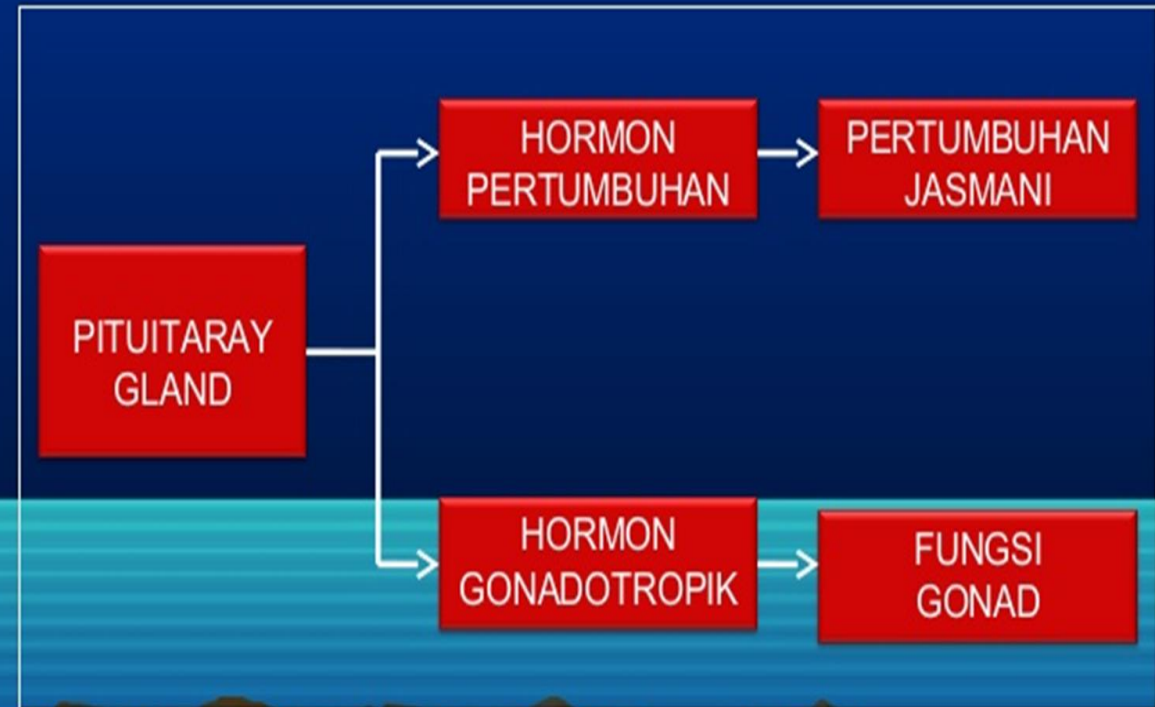 PITUITARAY
GLAND
HORMON
PERTUMBUHAN
PERTUMBUHAN
JASMANI
HORMON
GONADOTROPIK
FUNGSI
GONAD